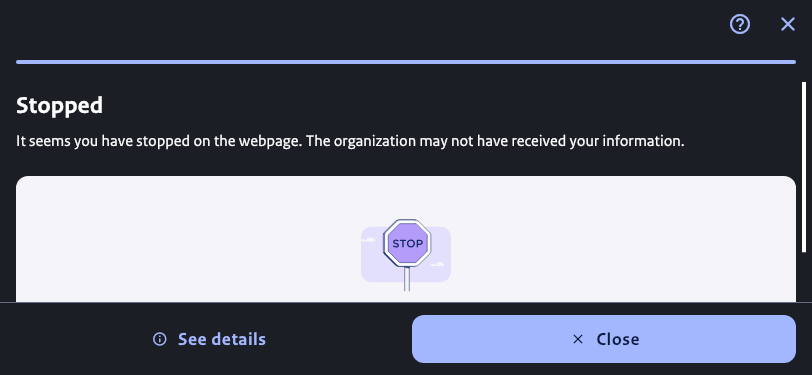 Stopped
It seems you have stopped on the webpage. The organization may not have received your information.
STOP
See details
Close